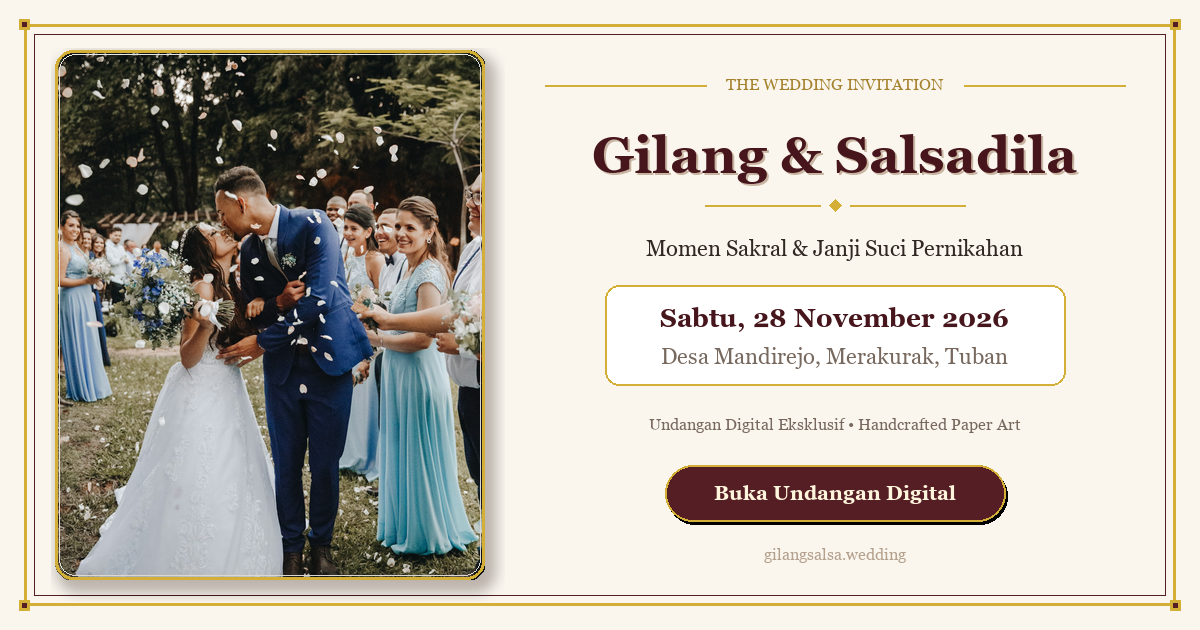 THE WEDDING INVITATION
Gilang & Salsadila
Momen Sakral & Janji Suci Pernikahan
Sabtu, 28 November 2026
Desa Mandirejo, Merakurak, Tuban
Undangan Digital Eksklusif • Handcrafted Paper Art
Buka Undangan Digital
gilangsalsa.wedding